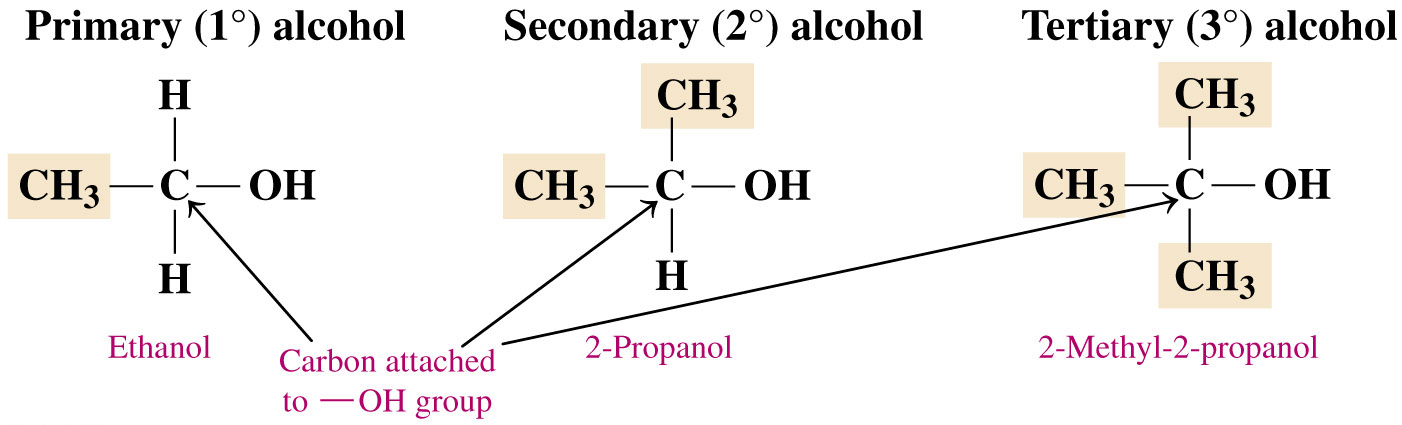 Primary (1°) alcohol
Secondary (2°) alcohol
Tertiary (3°) alcohol
H
CH₃
CH₃
CH₃—C—OH
CH₃—C—OH
CH₃—C—OH
H
H
CH₃
Ethanol
2-Propanol
2-Methyl-2-propanol
Carbon attached
to —OH group